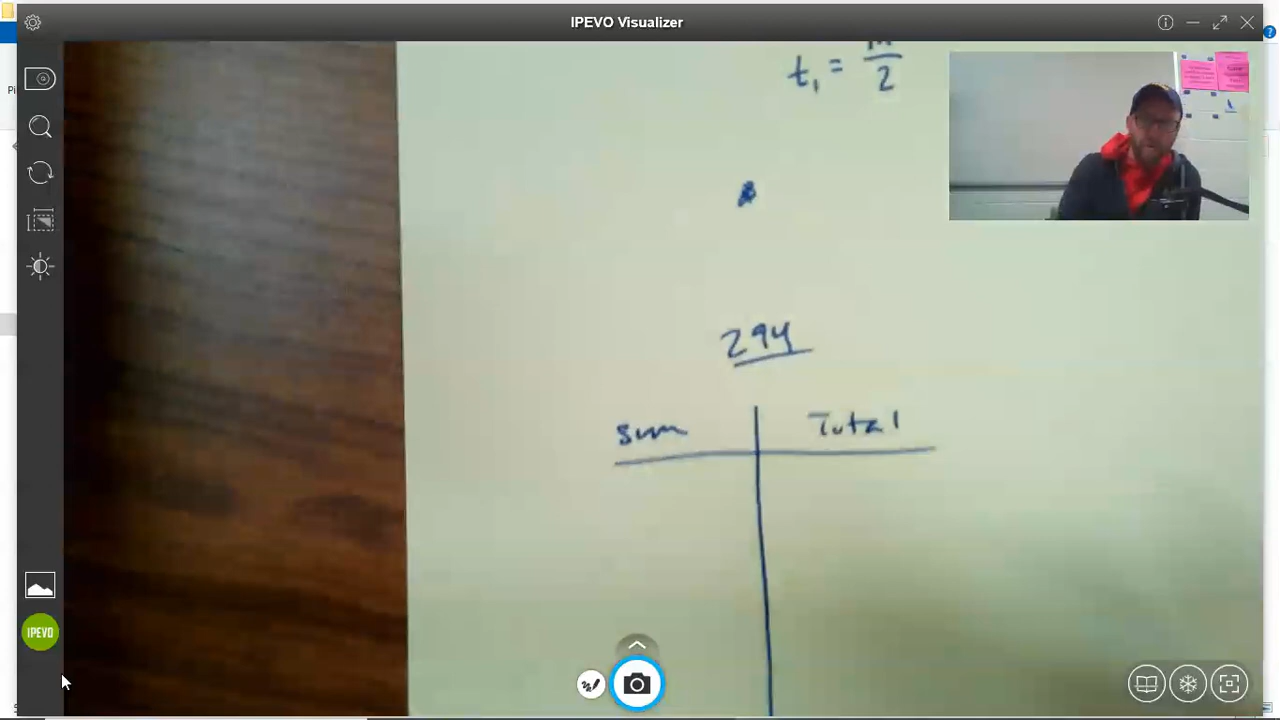 IPEVO Visualizer
t₁ = m/2
294
Sum Total
IPEVO